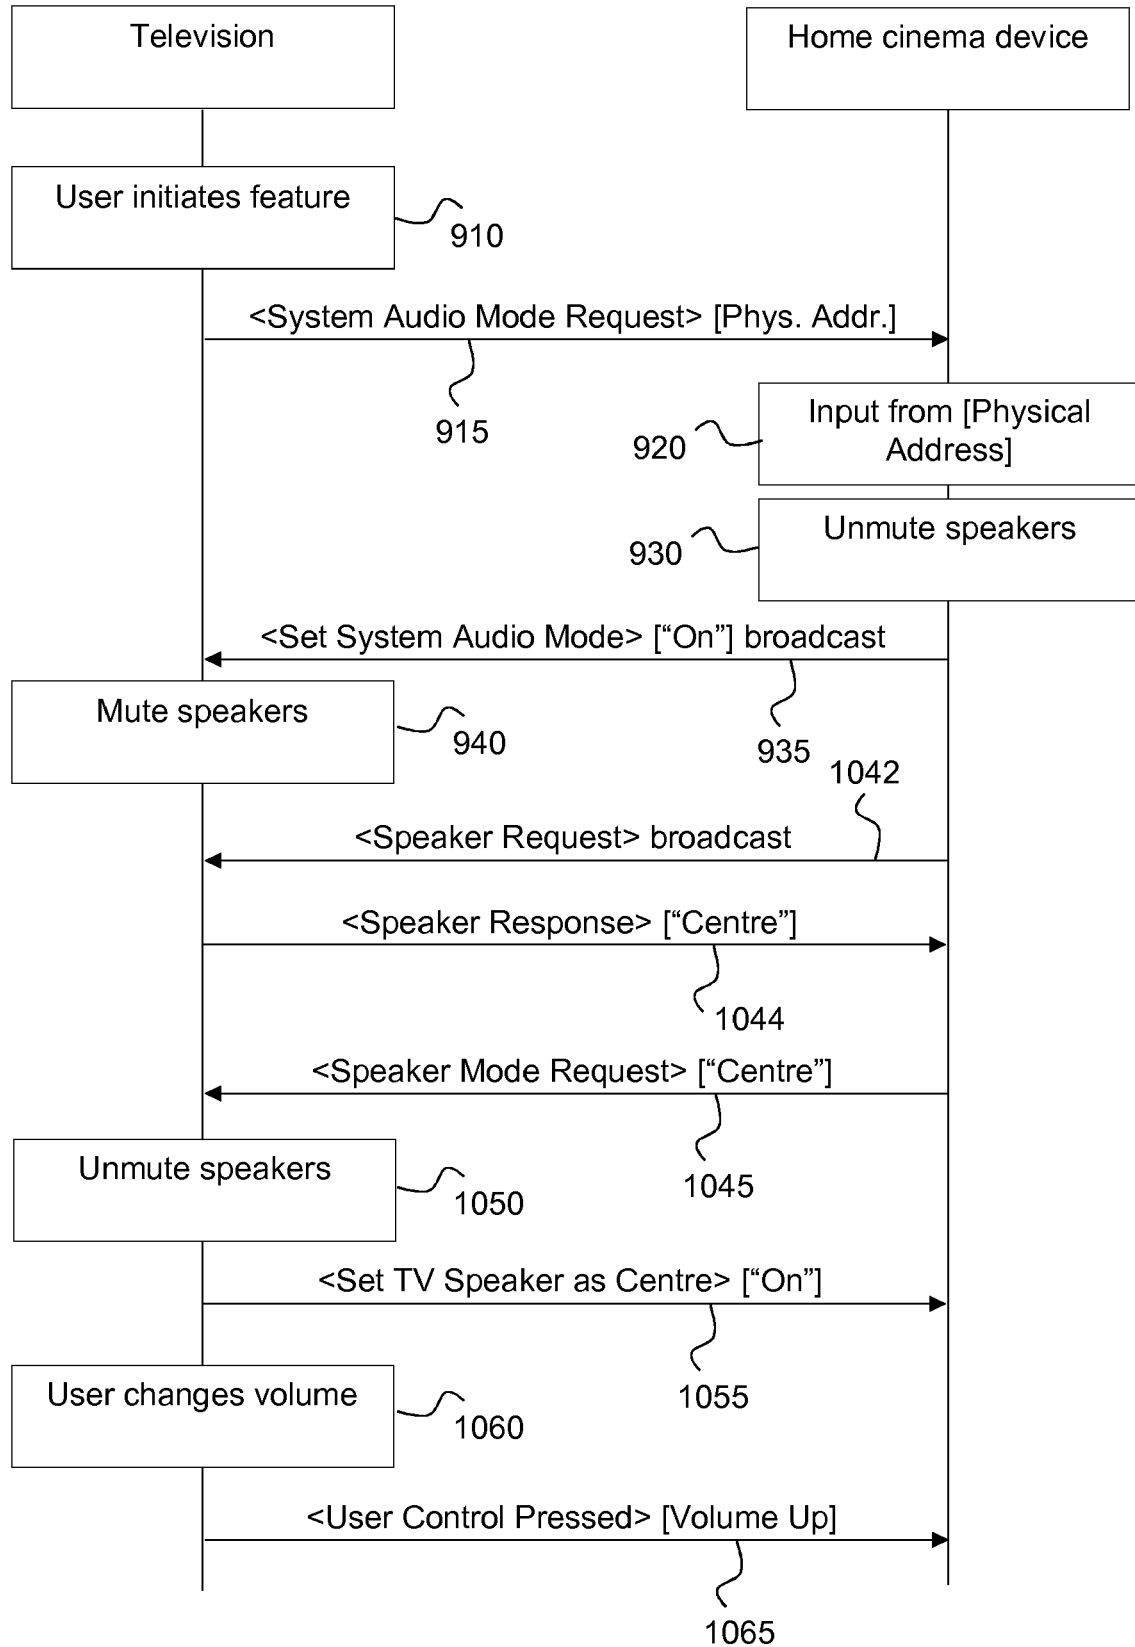 Television
Home cinema device
User initiates feature
910
<System Audio Mode Request> [Phys. Addr.]
915
Input from [Physical
Address]
920
Unmute speakers
930
<Set System Audio Mode> [“On”] broadcast
935
Mute speakers
940
1042
<Speaker Request> broadcast
<Speaker Response> [“Centre”]
1044
<Speaker Mode Request> [“Centre”]
1045
Unmute speakers
1050
<Set TV Speaker as Centre> [“On”]
1055
User changes volume
1060
<User Control Pressed> [Volume Up]
1065